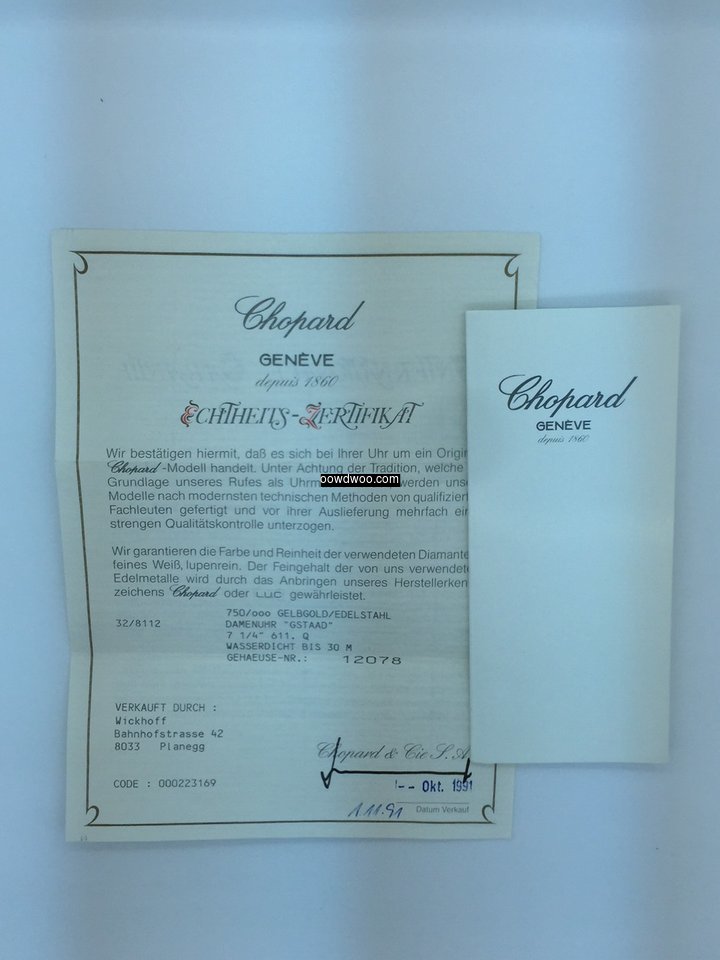 Chopard
GENÈVE
depuis 1860
ECHTHEITS-ZERTIFIKAT
Wir bestätigen hiermit, daß es sich bei Ihrer Uhr um ein Origin
Chopard-Modell handelt. Unter Achtung der Tradition, welche
Grundlage unseres Rufes als Uhrm werden uns
oowdwoo.com
Modelle nach modernsten technischen Methoden von qualifiziert
Fachleuten gefertigt und vor ihrer Auslieferung mehrfach ein
strengen Qualitätskontrolle unterzogen.
Wir garantieren die Farbe und Reinheit der verwendeten Diamante
feines Weiß, lupenrein. Der Feingehalt der von uns verwendete
Edelmetalle wird durch das Anbringen unseres Herstellerken
zeichens Chopard oder LUC gewährleistet.
32/8112
750/ooo GELBGOLD/EDELSTAHL
DAMENUHR "GSTAAD"
7 1/4" 611. Q
WASSERDICHT BIS 30 M
GEHAEUSE-NR.: 12078
VERKAUFT DURCH :
Wickhoff
Bahnhofstrasse 42
8033 Planegg
CODE : 000223169
Chopard & Cie S.A
1-- Okt. 1991
1.11.91
Datum Verkauf
Chopard
GENÈVE
depuis 1860